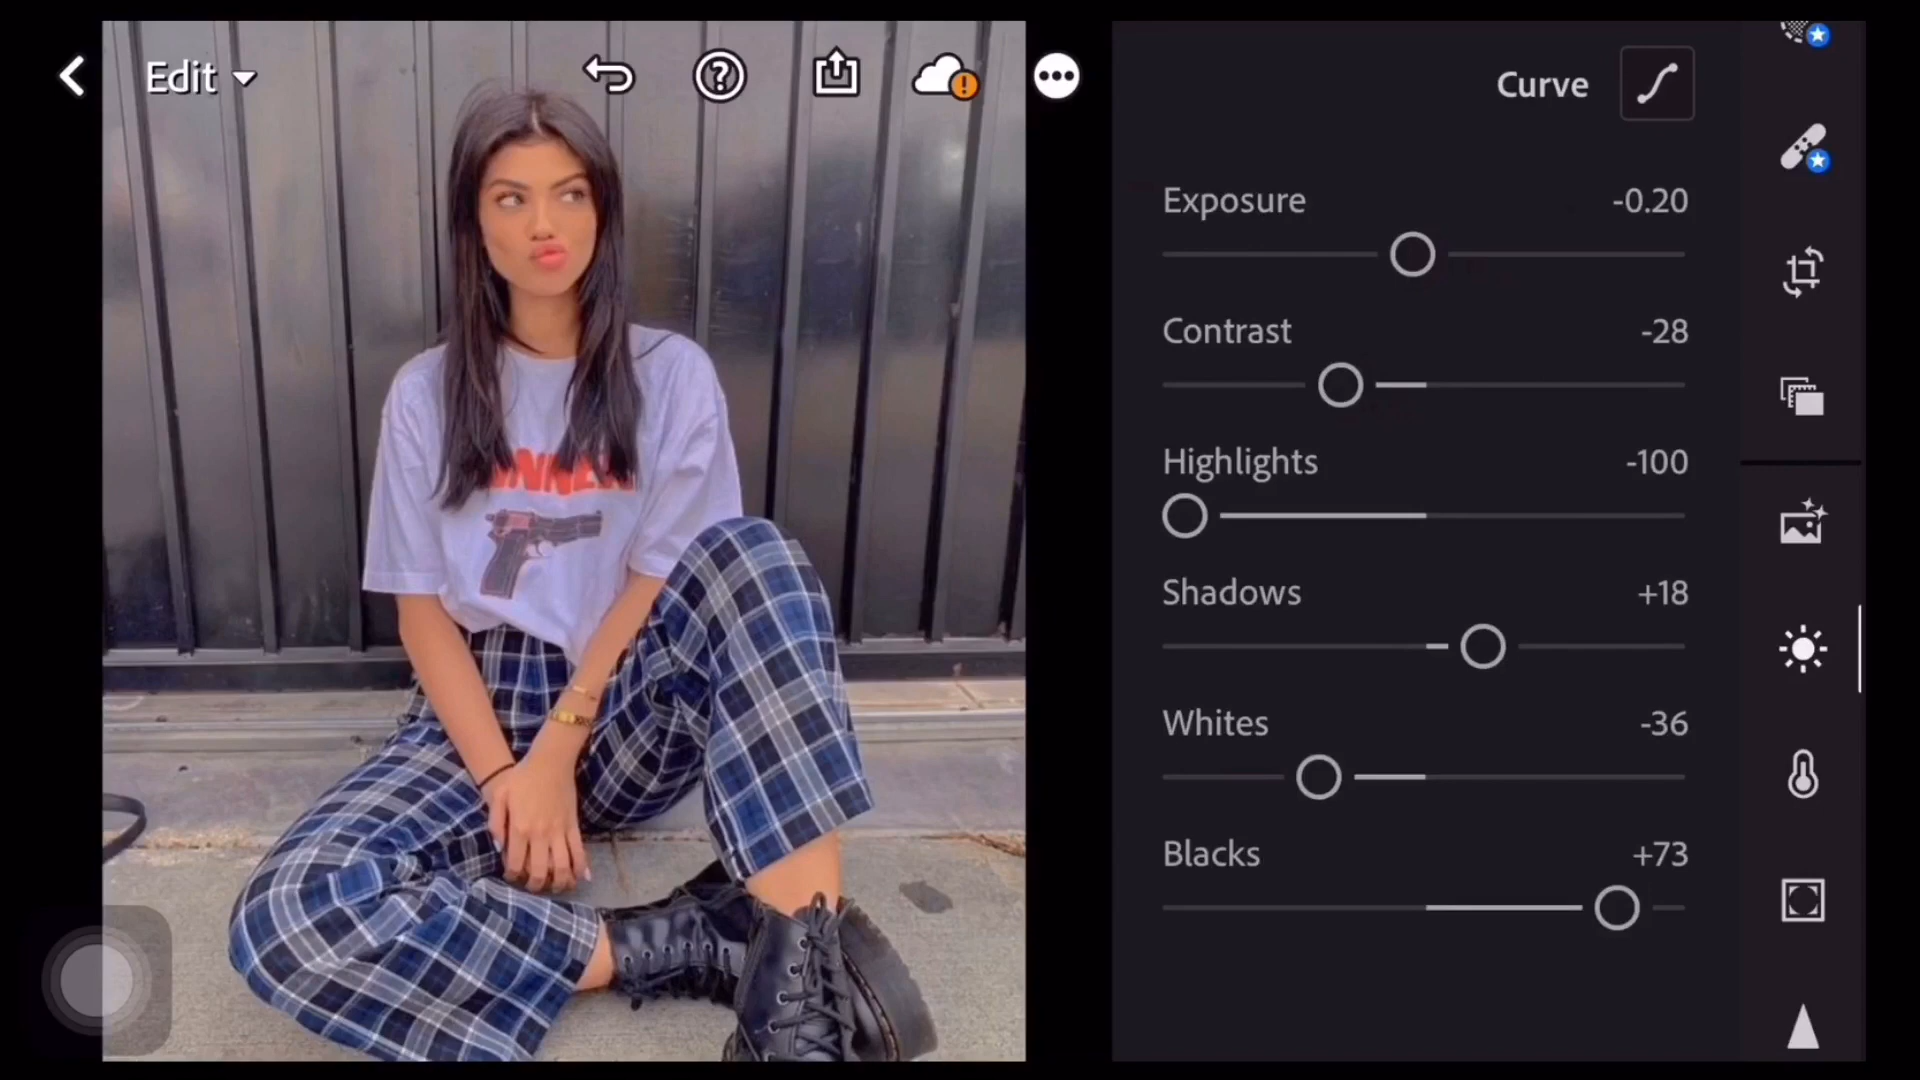 Edit
Curve
Exposure -0.20
Contrast -28
Highlights -100
Shadows +18
Whites -36
Blacks +73